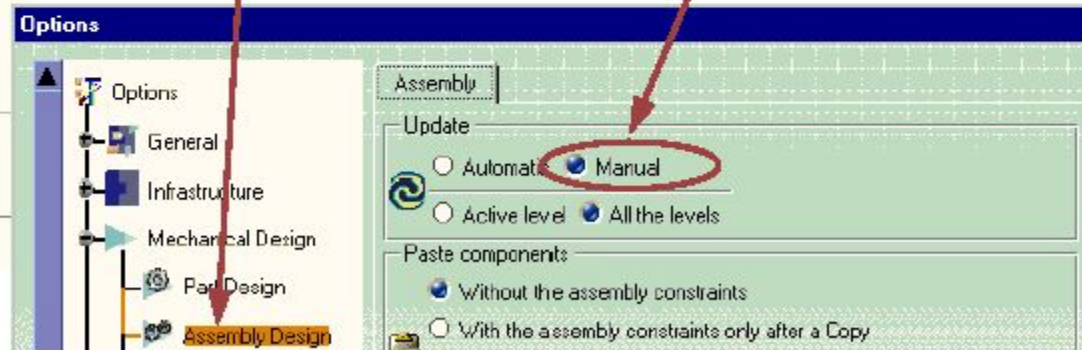 Options
Options
General
Infrastructure
Mechanical Design
Part Design
Assembly Design
Assembly
Update
Automatic Manual
Active level All the levels
Paste components
Without the assembly constraints
With the assembly constraints only after a Copy